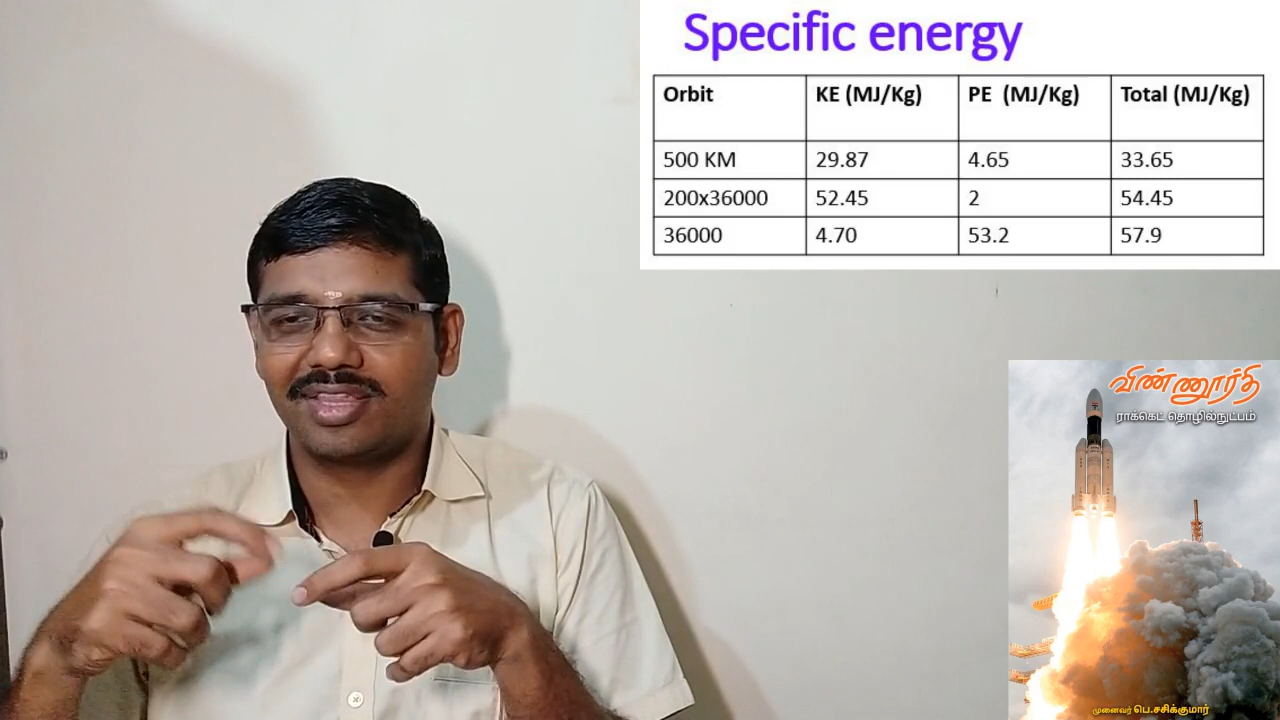 Specific energy
Orbit KE (MJ/Kg) PE (MJ/Kg) Total (MJ/Kg)
500 KM 29.87 4.65 33.65
200x36000 52.45 2 54.45
36000 4.70 53.2 57.9
விண்ணூர்தி
ராக்கெட் தொழில்நுட்பம்
முனைவர் பெ.சசிக்குமார்